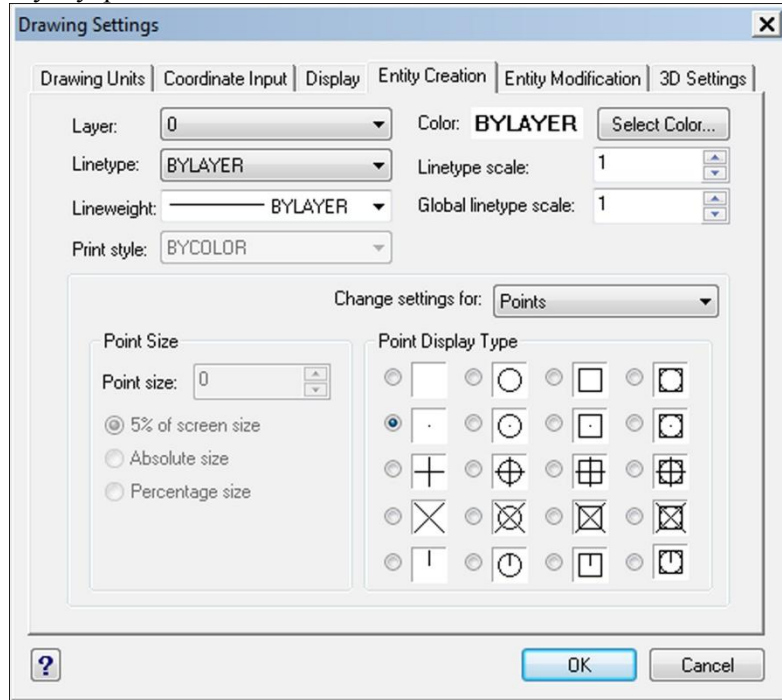 Drawing Settings
Drawing Units Coordinate Input Display Entity Creation Entity Modification 3D Settings
Layer: 0 Color: BYLAYER Select Color...
Linetype: BYLAYER Linetype scale: 1
Lineweight: BYLAYER Global linetype scale: 1
Print style: BYCOLOR
Change settings for: Points
Point Size Point Display Type
Point size: 0
5% of screen size
Absolute size
Percentage size
? OK Cancel